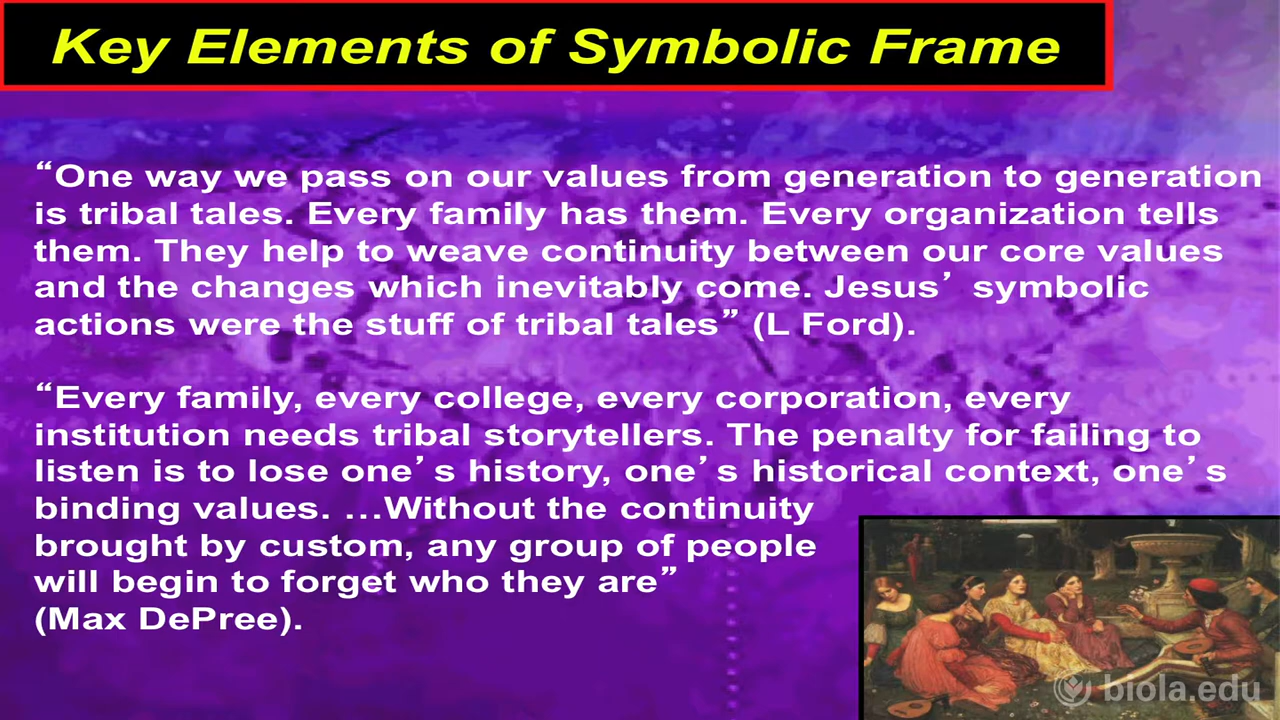 Key Elements of Symbolic Frame
“One way we pass on our values from generation to generation
is tribal tales. Every family has them. Every organization tells
them. They help to weave continuity between our core values
and the changes which inevitably come. Jesus’ symbolic
actions were the stuff of tribal tales” (L Ford).
“Every family, every college, every corporation, every
institution needs tribal storytellers. The penalty for failing to
listen is to lose one’s history, one’s historical context, one’s
binding values. …Without the continuity
brought by custom, any group of people
will begin to forget who they are”
(Max DePree).
biola.edu